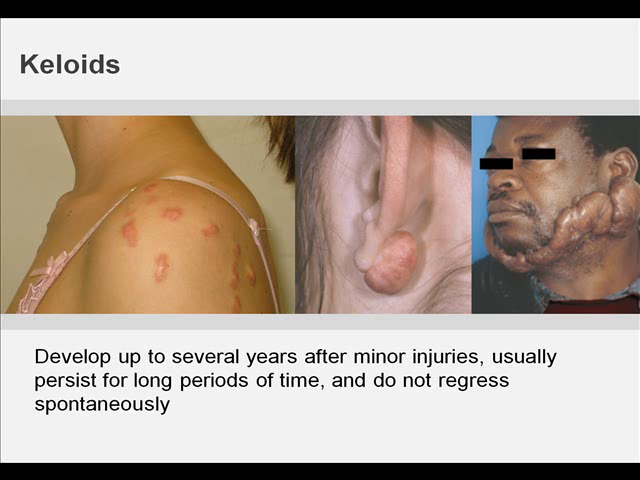 Keloids
Develop up to several years after minor injuries, usually
persist for long periods of time, and do not regress
spontaneously